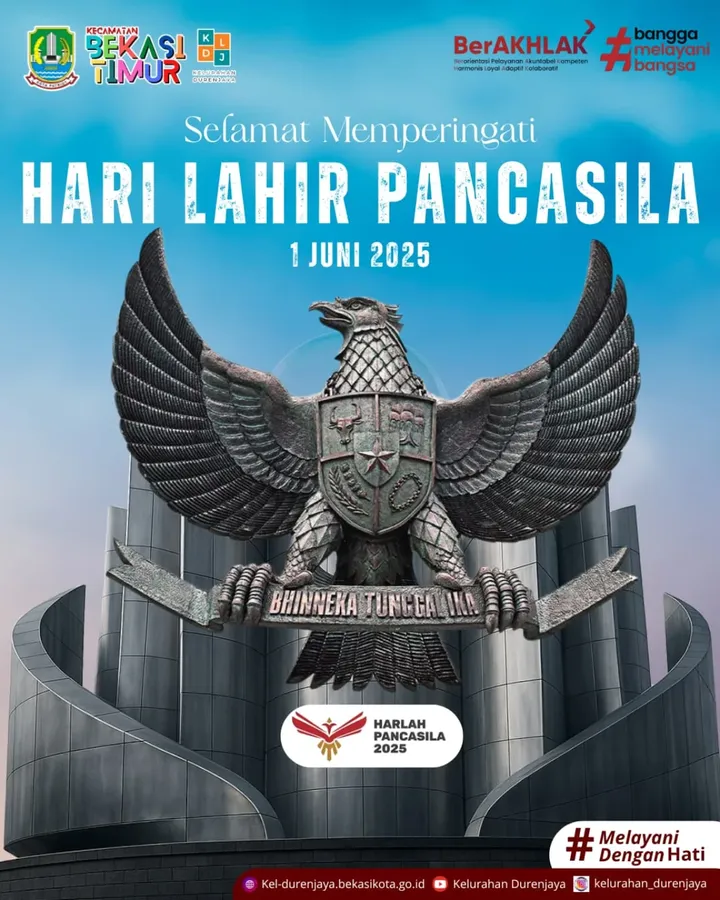 KECAMATAN
BEKASI
TIMUR
K
D
L
J
KELURAHAN
DURENJAYA
BerAKHLAK
Berorientasi Pelayanan Akuntabel Kompeten
Harmonis Loyal Adaptif Kolaboratif
#bangga
melayani
bangsa
Selamat Memperingati
HARI LAHIR PANCASILA
1 JUNI 2025
BHINNEKA TUNGGAL IKA
HARLAH
PANCASILA
2025
#Melayani
Dengan Hati
Kel-durenjaya.bekasikota.go.id
Kelurahan Durenjaya
kelurahan_durenjaya